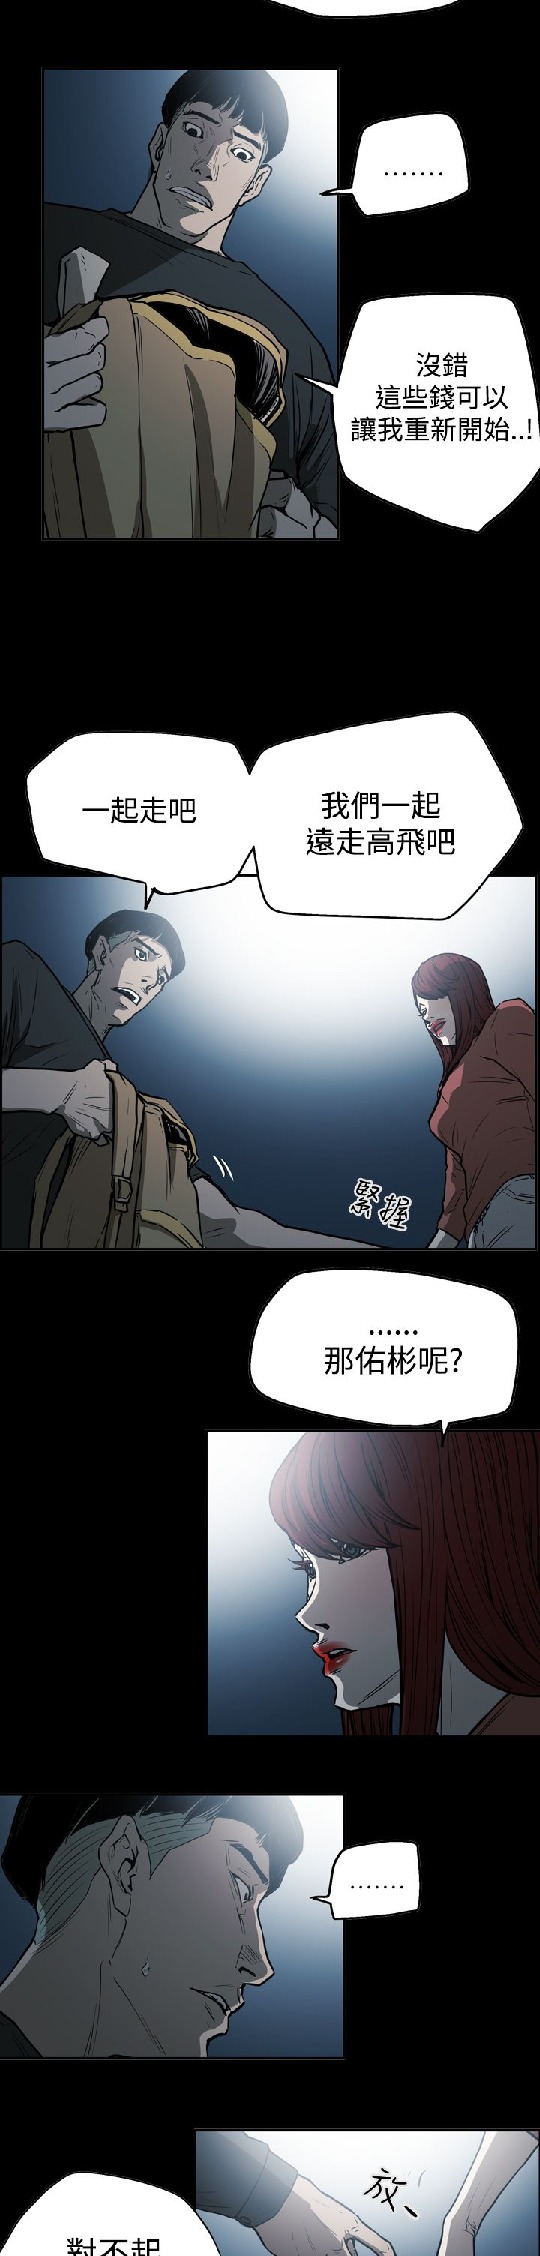 .......
沒錯
這些錢可以
讓我重新開始..!
一起走吧
我們一起
遠走高飛吧
緊握
......
那佑彬呢?
.......
放、
對不起